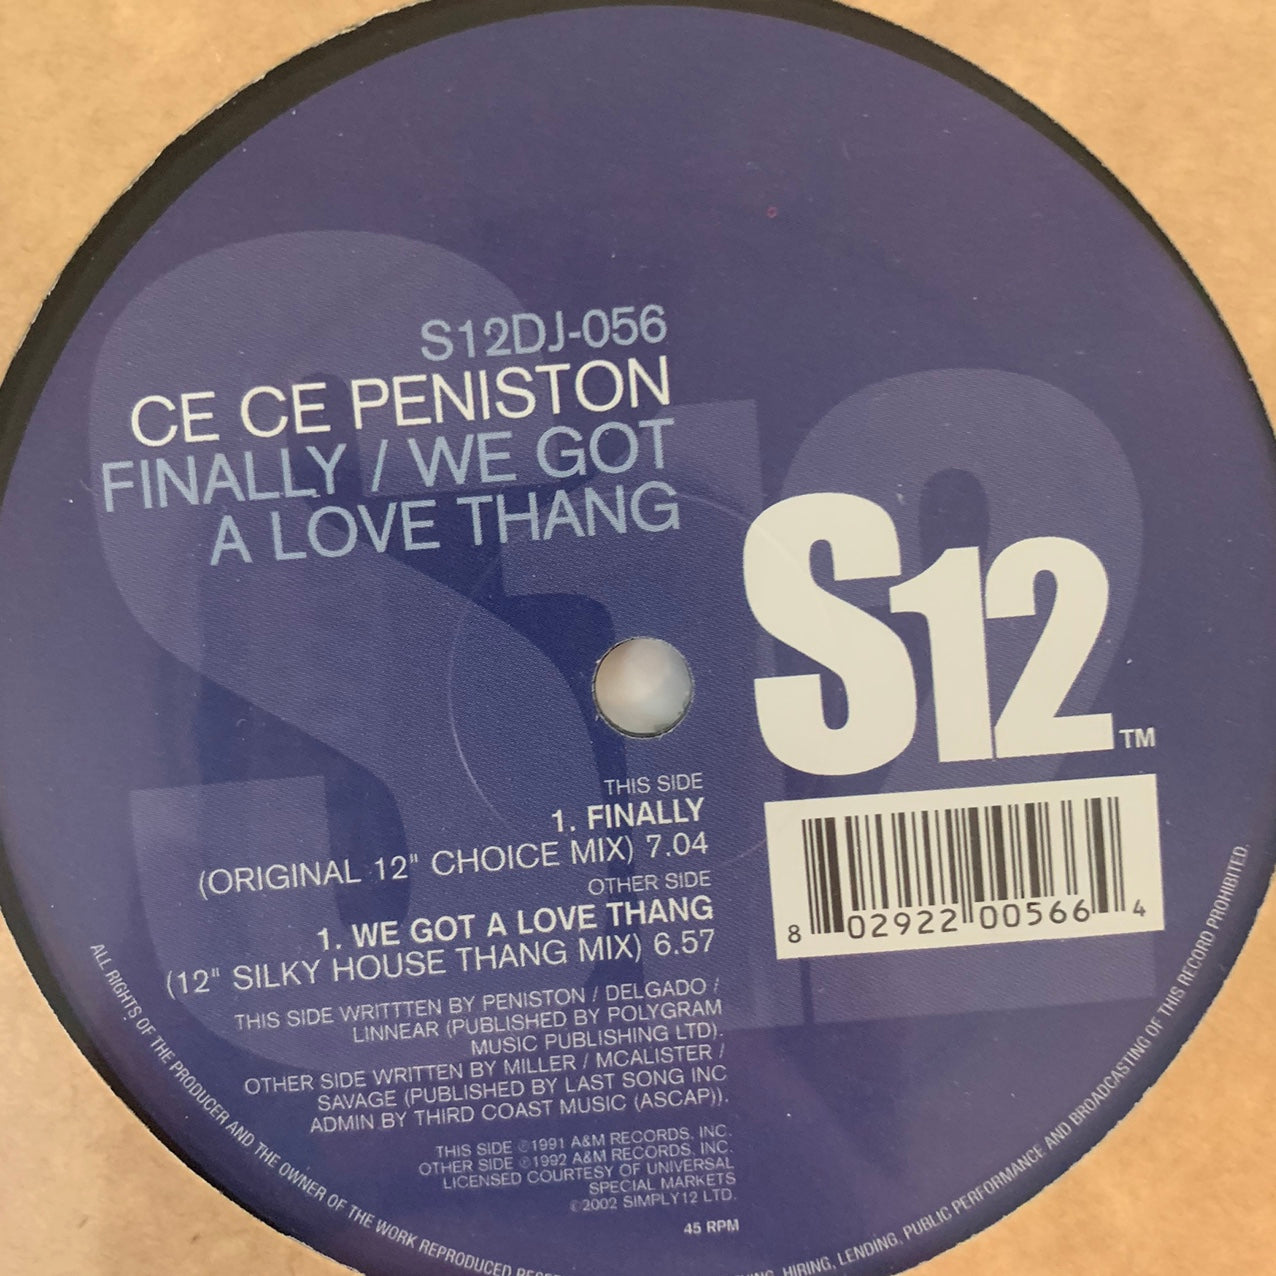 S12DJ-056
CE CE PENISTON
FINALLY / WE GOT
A LOVE THANG
S12
S12 TM
THIS SIDE
1. FINALLY
(ORIGINAL 12" CHOICE MIX) 7.04
OTHER SIDE
1. WE GOT A LOVE THANG
(12" SILKY HOUSE THANG MIX) 6.57
8 02922 00566 4
THIS SIDE WRITTTEN BY PENISTON / DELGADO /
LINNEAR (PUBLISHED BY POLYGRAM
MUSIC PUBLISHING LTD).
OTHER SIDE WRITTEN BY MILLER / MCALISTER /
SAVAGE (PUBLISHED BY LAST SONG INC
ADMIN BY THIRD COAST MUSIC (ASCAP)).
THIS SIDE ℗1991 A&M RECORDS, INC.
OTHER SIDE ℗1992 A&M RECORDS, INC.
LICENSED COURTESY OF UNIVERSAL
SPECIAL MARKETS
©2002 SIMPLY12 LTD.
45 RPM
ALL RIGHTS OF THE PRODUCER AND THE OWNER OF THE WORK REPRODUCED HIRING, LENDING, PUBLIC PERFORMANCE AND BROADCASTING OF THIS RECORD PROHIBITED.